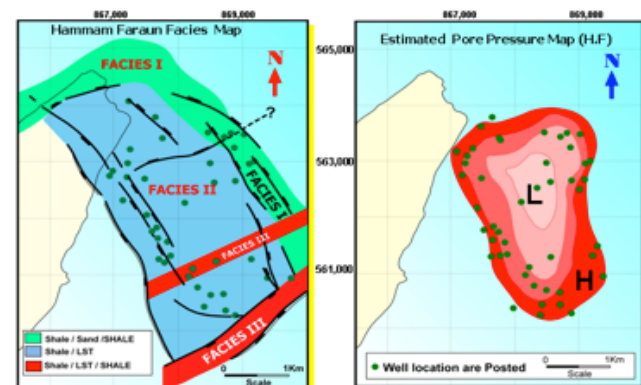 867,000 869,000
Hammam Faraun Facies Map
FACIES I
N
?
FACIES II
FACIES I
FACIES III
FACIES III
Shale / Sand /SHALE
Shale / LST
Shale / LST / SHALE
0 1Km
Scale
565,000
563,000
561,000
867,000 869,000
Estimated Pore Pressure Map (H.F)
N
L
H
Well location are Posted
0 1Km
Scale